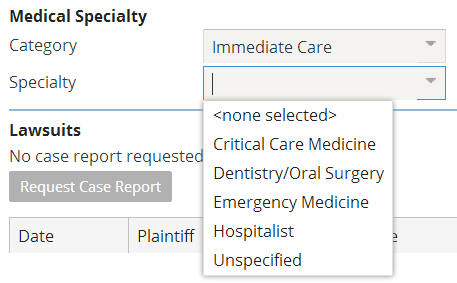 Medical Specialty
Category Immediate Care
Specialty
<none selected>
Critical Care Medicine
Dentistry/Oral Surgery
Emergency Medicine
Hospitalist
Unspecified
Lawsuits
No case report requested
Request Case Report
Date Plaintiff